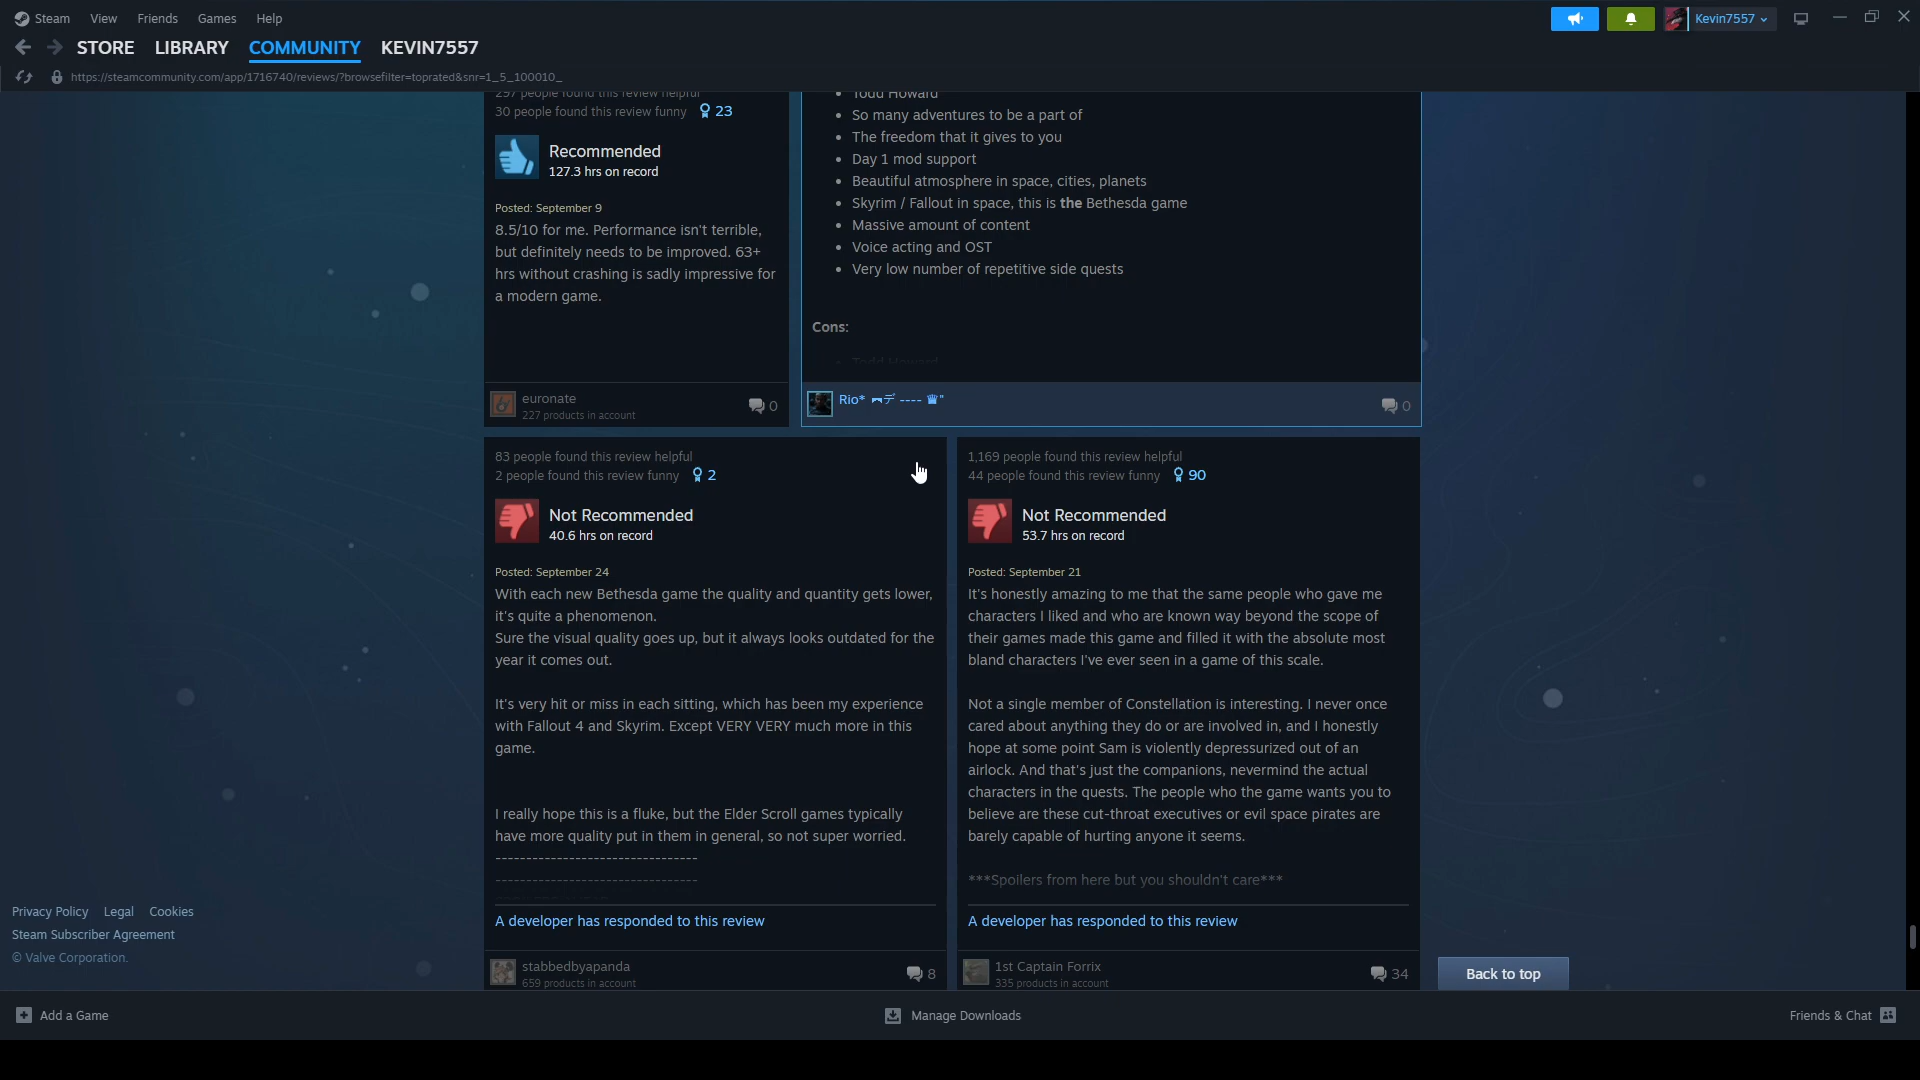 Steam View Friends Games Help Kevin7557
STORE LIBRARY COMMUNITY KEVIN7557
https://steamcommunity.com/app/1716740/reviews/?browsefilter=toprated&snr=1_5_100010_
297 people found this review helpful
30 people found this review funny 23
Recommended
127.3 hrs on record
Posted: September 9
8.5/10 for me. Performance isn't terrible,
but definitely needs to be improved. 63+
hrs without crashing is sadly impressive for
a modern game.
euronate
227 products in account
0
• Todd Howard
• So many adventures to be a part of
• The freedom that it gives to you
• Day 1 mod support
• Beautiful atmosphere in space, cities, planets
• Skyrim / Fallout in space, this is the Bethesda game
• Massive amount of content
• Voice acting and OST
• Very low number of repetitive side quests
Cons:
• Todd Howard
Rio* ---- ♛"
0
83 people found this review helpful
2 people found this review funny 2
Not Recommended
40.6 hrs on record
Posted: September 24
With each new Bethesda game the quality and quantity gets lower,
it's quite a phenomenon.
Sure the visual quality goes up, but it always looks outdated for the
year it comes out.
It's very hit or miss in each sitting, which has been my experience
with Fallout 4 and Skyrim. Except VERY VERY much more in this
game.
I really hope this is a fluke, but the Elder Scroll games typically
have more quality put in them in general, so not super worried.
---------------------------------
---------------------------------
A developer has responded to this review
stabbedbyapanda
659 products in account
8
1,169 people found this review helpful
44 people found this review funny 90
Not Recommended
53.7 hrs on record
Posted: September 21
It's honestly amazing to me that the same people who gave me
characters I liked and who are known way beyond the scope of
their games made this game and filled it with the absolute most
bland characters I've ever seen in a game of this scale.
Not a single member of Constellation is interesting. I never once
cared about anything they do or are involved in, and I honestly
hope at some point Sam is violently depressurized out of an
airlock. And that's just the companions, nevermind the actual
characters in the quests. The people who the game wants you to
believe are these cut-throat executives or evil space pirates are
barely capable of hurting anyone it seems.
***Spoilers from here but you shouldn't care***
A developer has responded to this review
1st Captain Forrix
335 products in account
34
Privacy Policy Legal Cookies
Steam Subscriber Agreement
© Valve Corporation.
Back to top
Add a Game Manage Downloads Friends & Chat